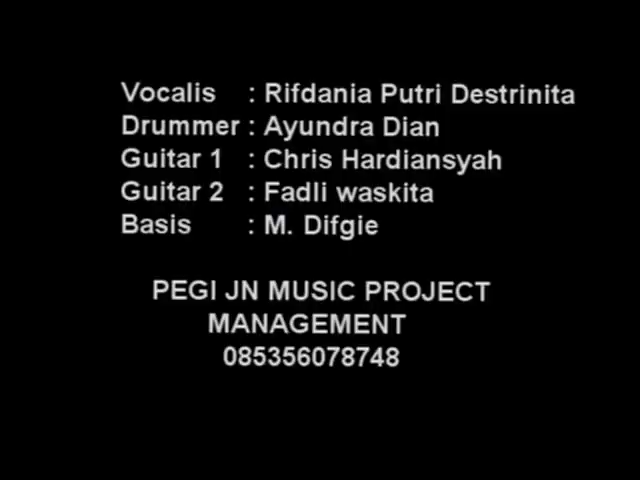 Vocalis : Rifdania Putri Destrinita
Drummer : Ayundra Dian
Guitar 1 : Chris Hardiansyah
Guitar 2 : Fadli waskita
Basis : M. Difgie
PEGI JN MUSIC PROJECT
MANAGEMENT
085356078748